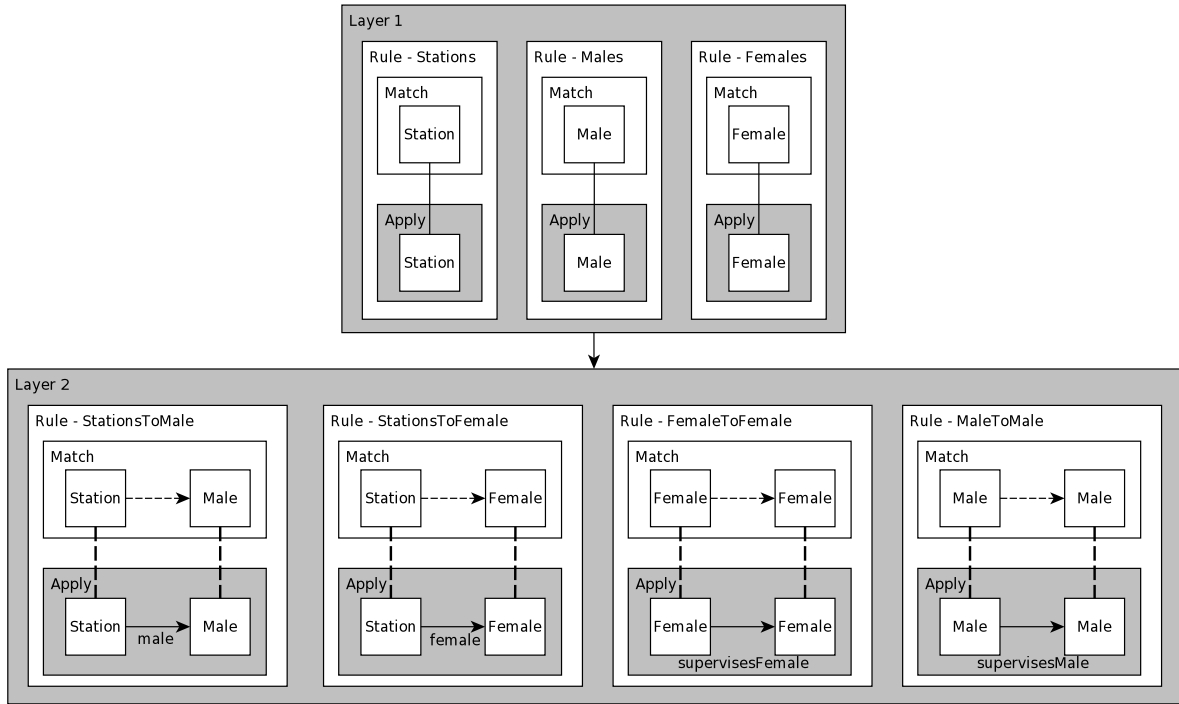 Layer 1
Rule - Stations
Match
Station
Apply
Station
Rule - Males
Match
Male
Apply
Male
Rule - Females
Match
Female
Apply
Female
Layer 2
Rule - StationsToMale
Match
Station
Male
Apply
Station
male
Male
Rule - StationsToFemale
Match
Station
Female
Apply
Station
female
Female
Rule - FemaleToFemale
Match
Female
Female
Apply
Female
Female
supervisesFemale
Rule - MaleToMale
Match
Male
Male
Apply
Male
Male
supervisesMale